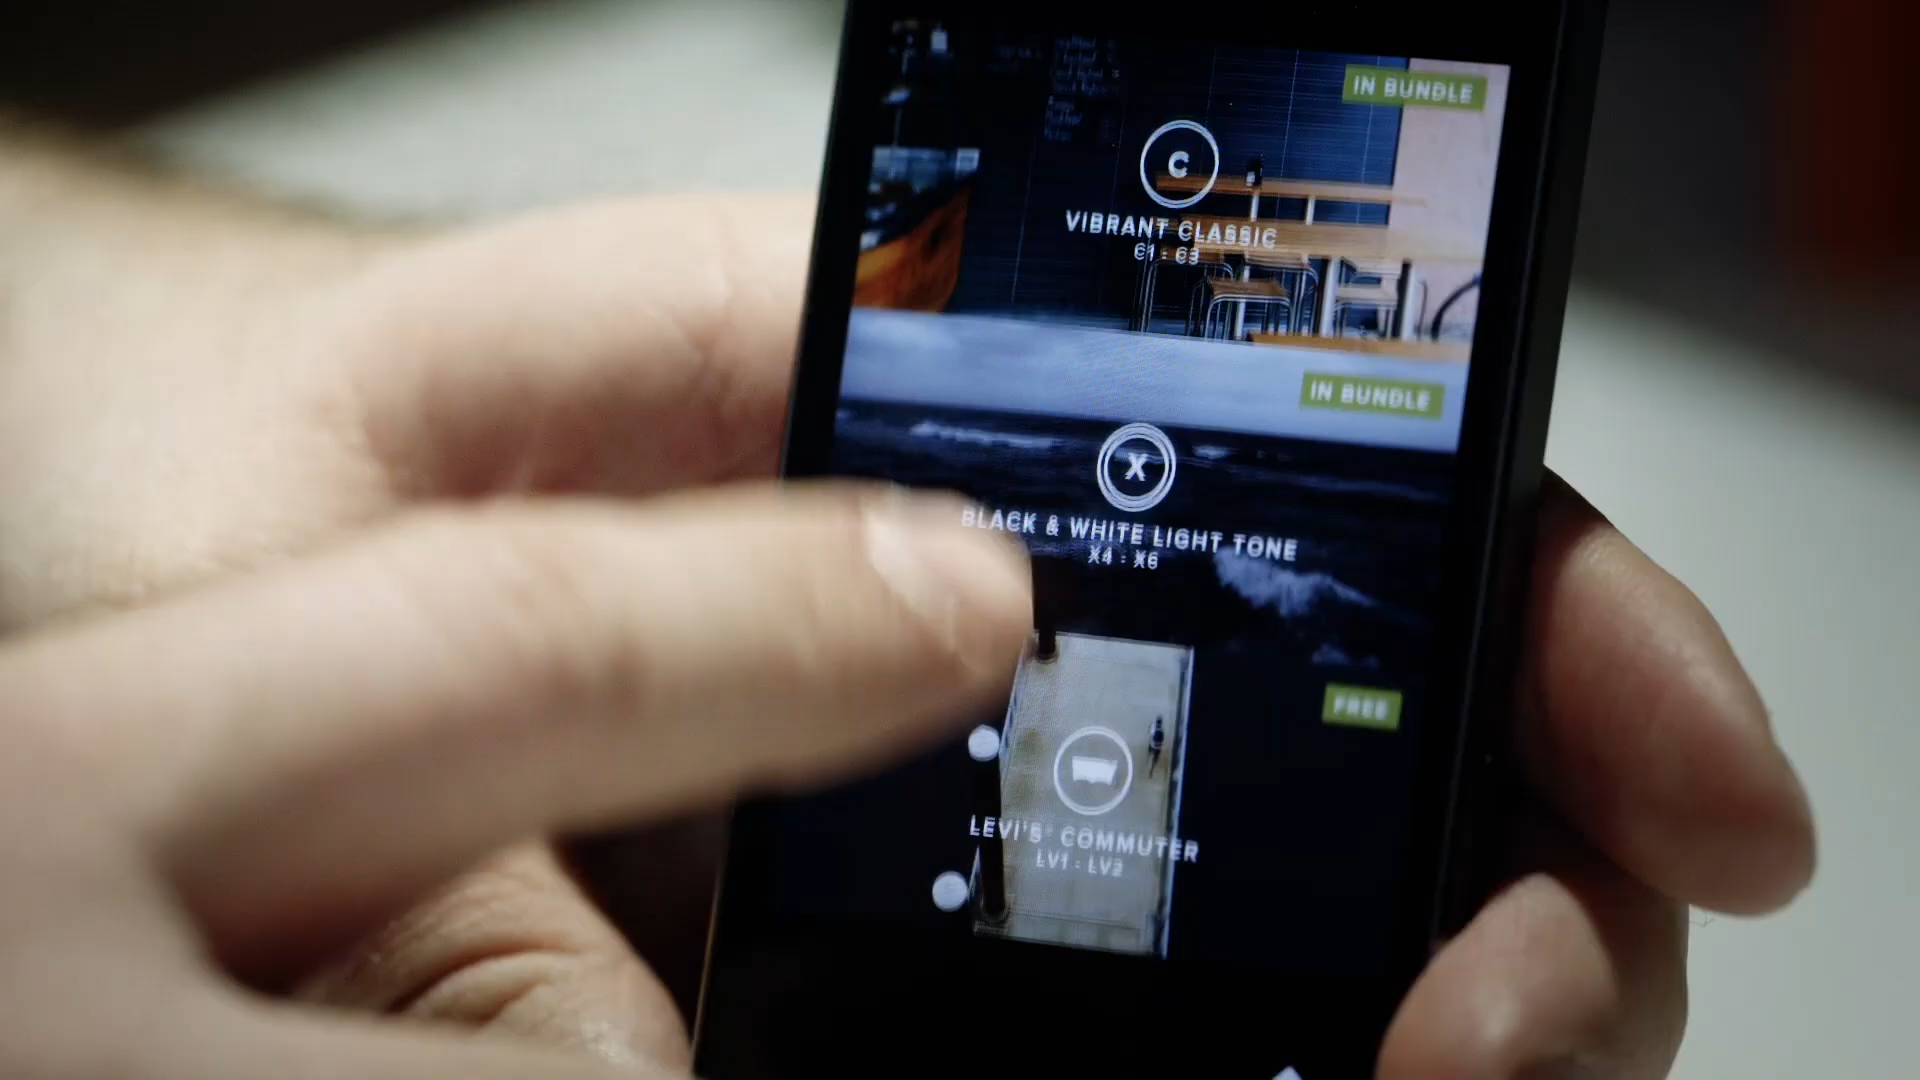 IN BUNDLE
C
VIBRANT CLASSIC
C1 : C3
IN BUNDLE
X
BLACK & WHITE LIGHT TONE
X4 : X6
FREE
LEVI'S® COMMUTER
LV1 : LV3